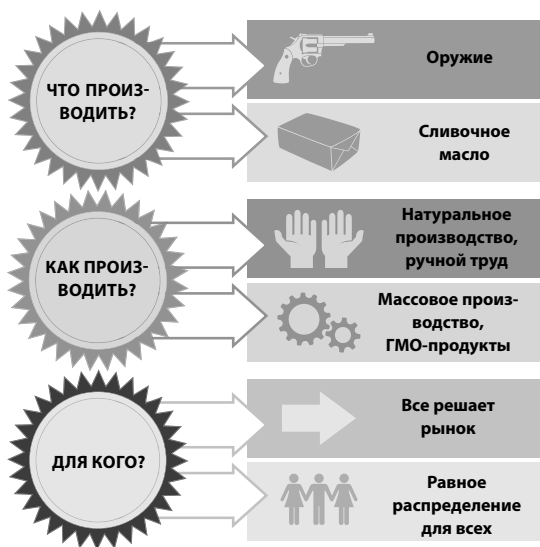 ЧТО ПРОИЗ-
ВОДИТЬ?
Оружие
Сливочное
масло
КАК ПРОИЗ-
ВОДИТЬ?
Натуральное
производство,
ручной труд
Массовое произ-
водство,
ГМО-продукты
ДЛЯ КОГО?
Все решает
рынок
Равное
распределение
для всех